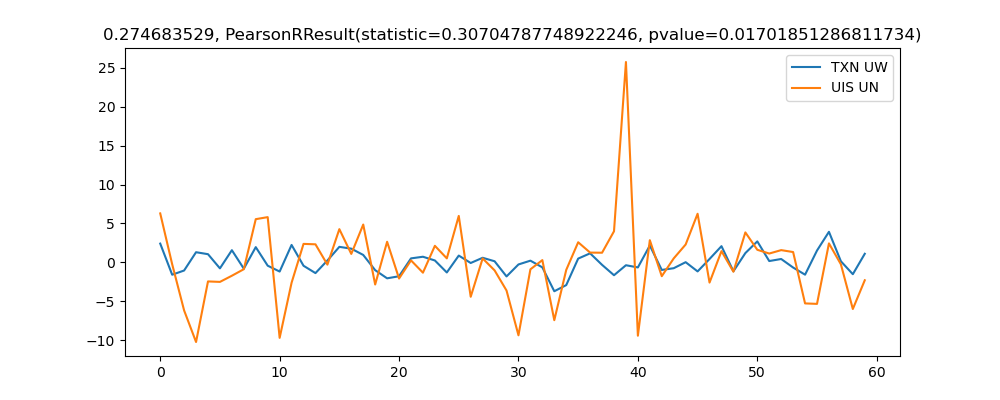 0.274683529, PearsonRResult(statistic=0.30704787748922246, pvalue=0.01701851286811734)
TXN UW
UIS UN
25
20
15
10
5
0
−5
−10
0 10 20 30 40 50 60